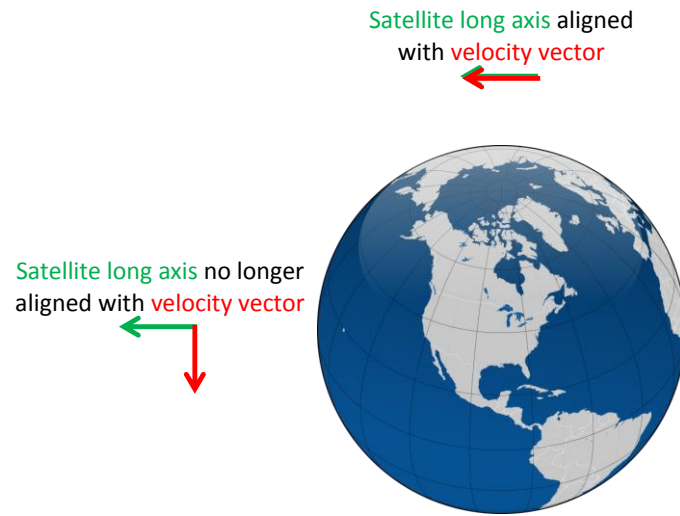 Satellite long axis aligned
with velocity vector
Satellite long axis no longer
aligned with velocity vector